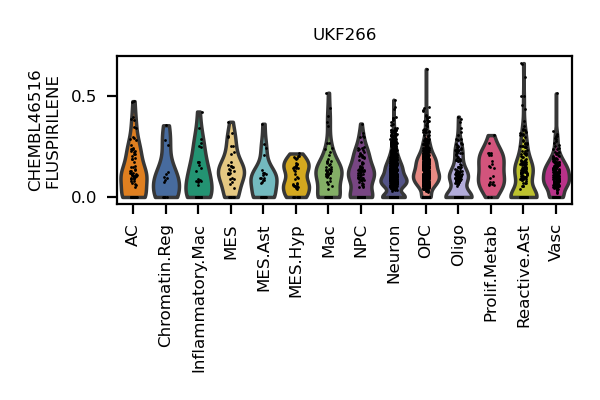 UKF266
CHEMBL46516
FLUSPIRILENE
0.5
0.0
AC
Chromatin.Reg
Inflammatory.Mac
MES
MES.Ast
MES.Hyp
Mac
NPC
Neuron
OPC
Oligo
Prolif.Metab
Reactive.Ast
Vasc